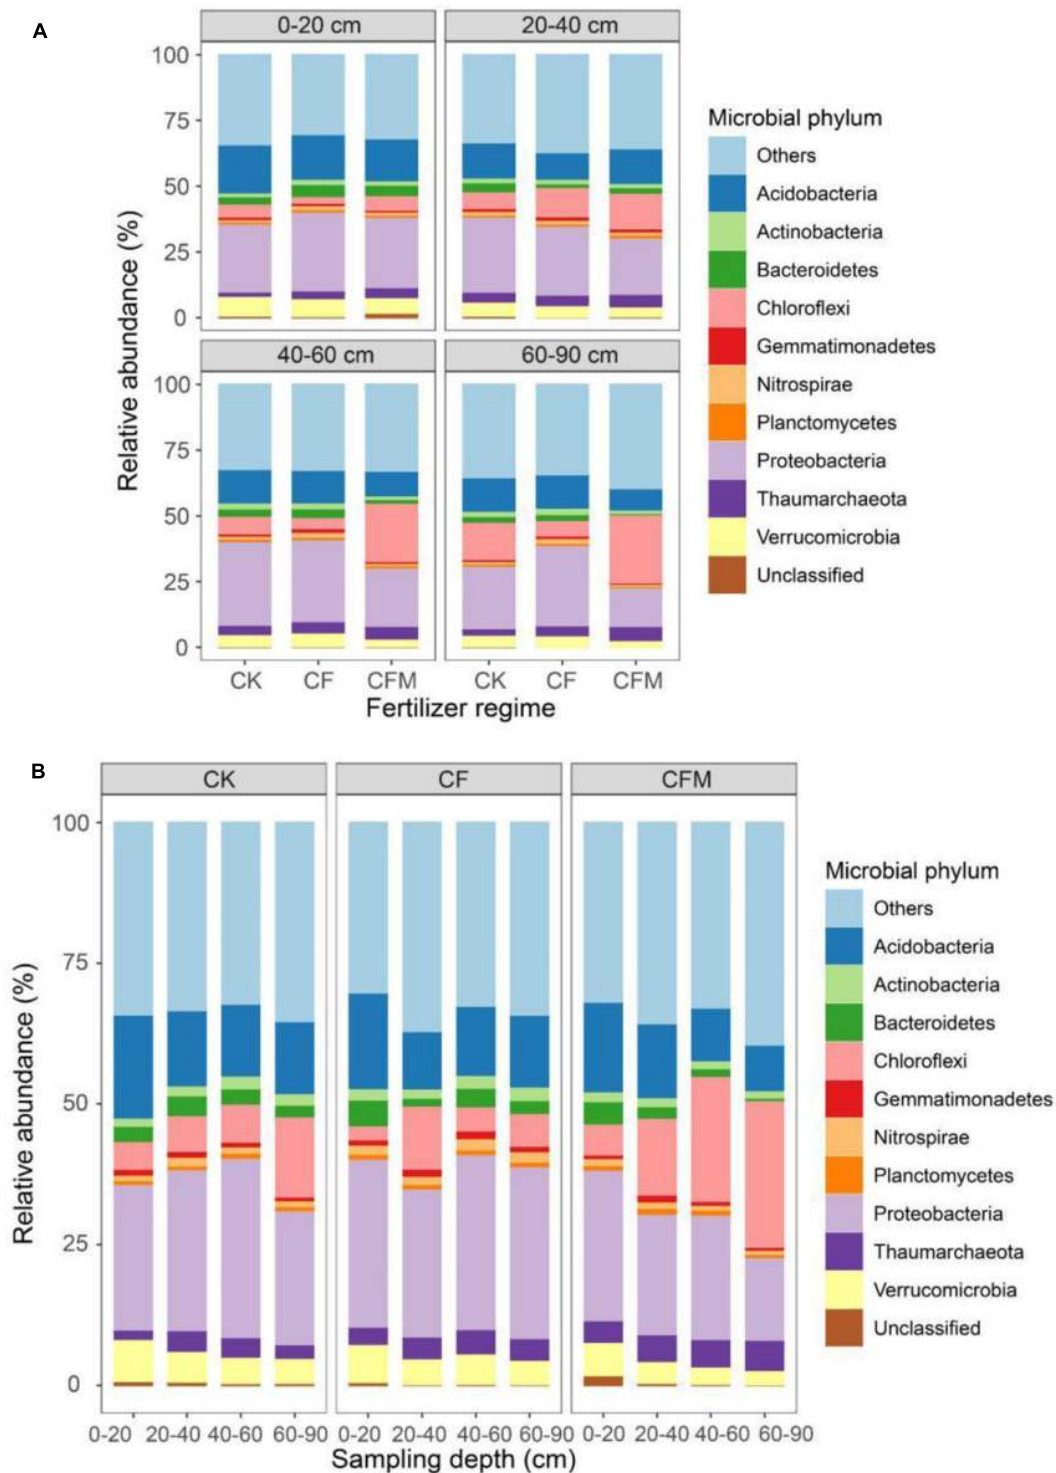 A
0-20 cm
20-40 cm
100
75
50
25
0
40-60 cm
60-90 cm
100
75
50
25
0
Relative abundance (%)
CK
CF
CFM
CK
CF
CFM
Fertilizer regime
Microbial phylum
Others
Acidobacteria
Actinobacteria
Bacteroidetes
Chloroflexi
Gemmatimonadetes
Nitrospirae
Planctomycetes
Proteobacteria
Thaumarchaeota
Verrucomicrobia
Unclassified
B
CK
CF
CFM
100
75
50
25
0
Relative abundance (%)
0-20 20-40 40-60 60-90
0-20 20-40 40-60 60-90
0-20 20-40 40-60 60-90
Sampling depth (cm)
Microbial phylum
Others
Acidobacteria
Actinobacteria
Bacteroidetes
Chloroflexi
Gemmatimonadetes
Nitrospirae
Planctomycetes
Proteobacteria
Thaumarchaeota
Verrucomicrobia
Unclassified